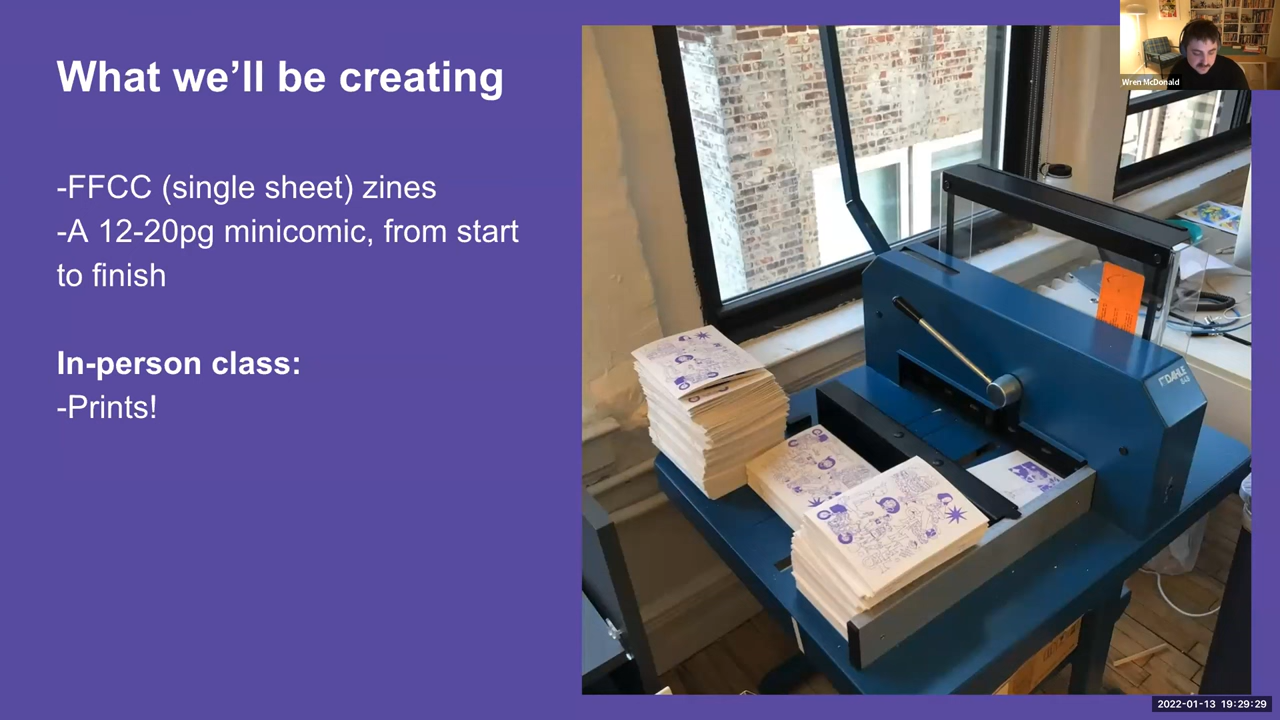 What we’ll be creating
-FFCC (single sheet) zines
-A 12-20pg minicomic, from start
to finish
In-person class:
-Prints!
Wren McDonald
DAHLE
2022-01-13 19:29:29